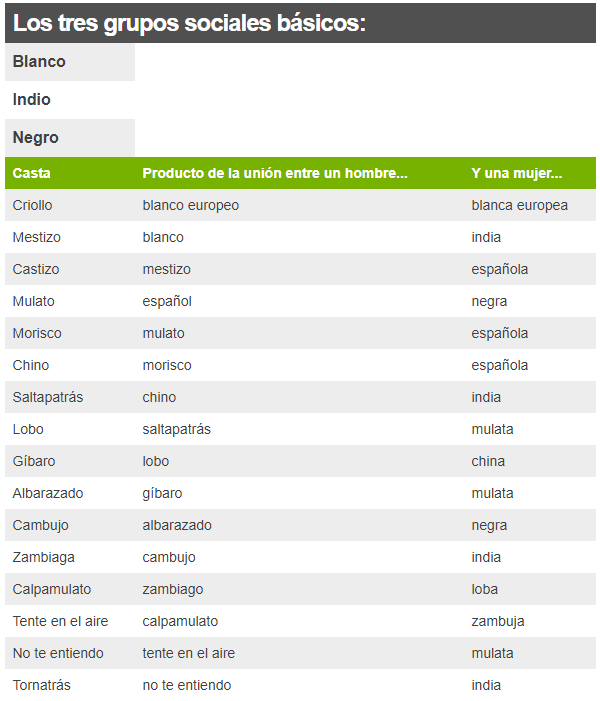 Los tres grupos sociales básicos:
Blanco
Indio
Negro
Casta Producto de la unión entre un hombre... Y una mujer...
Criollo blanco europeo blanca europea
Mestizo blanco india
Castizo mestizo española
Mulato español negra
Morisco mulato española
Chino morisco española
Saltapatrás chino india
Lobo saltapatrás mulata
Gíbaro lobo china
Albarazado gíbaro mulata
Cambujo albarazado negra
Zambiaga cambujo india
Calpamulato zambiago loba
Tente en el aire calpamulato zambuja
No te entiendo tente en el aire mulata
Tornatrás no te entiendo india